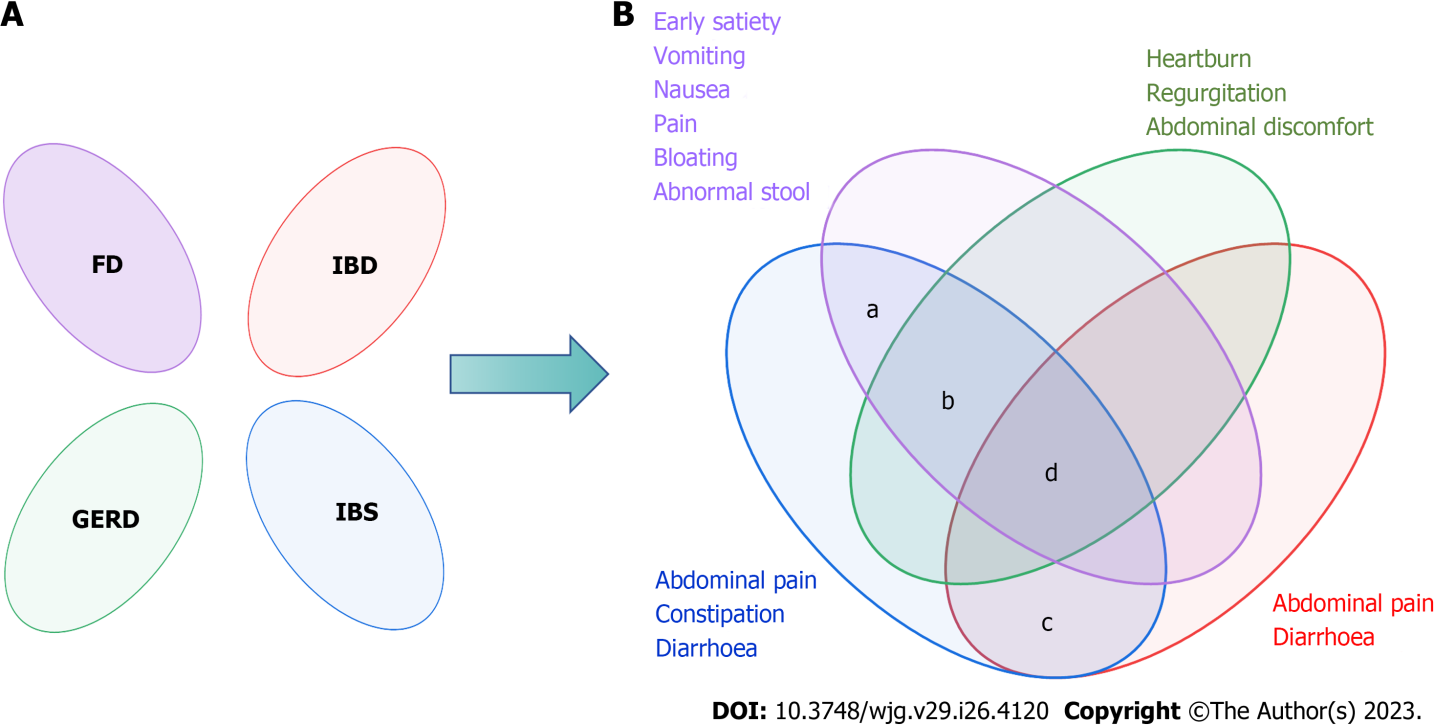 A
FD
IBD
GERD
IBS
B
Early satiety
Vomiting
Nausea
Pain
Bloating
Abnormal stool
Heartburn
Regurgitation
Abdominal discomfort
a
b
d
c
Abdominal pain
Constipation
Diarrhoea
Abdominal pain
Diarrhoea
DOI: 10.3748/wjg.v29.i26.4120 Copyright ©The Author(s) 2023.